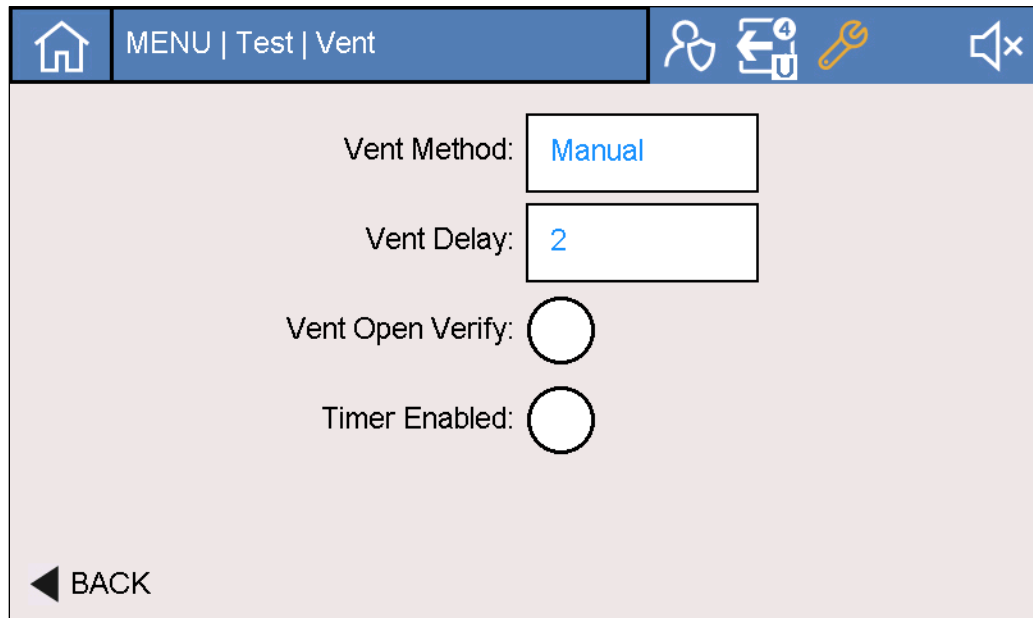 MENU | Test | Vent
4
U
Vent Method: Manual
Vent Delay: 2
Vent Open Verify:
Timer Enabled:
BACK